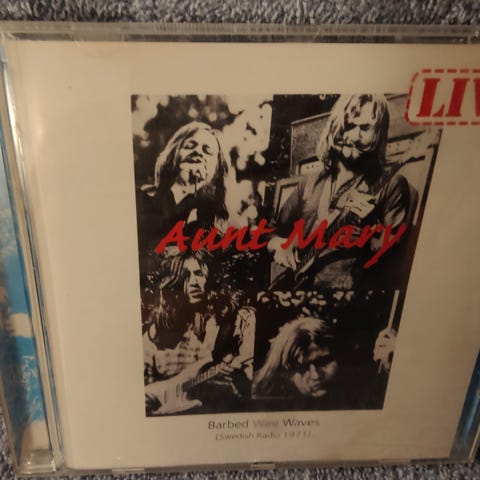 LIV
Aunt Mary
Barbed Wire Waves
(Swedish Radio 1971).